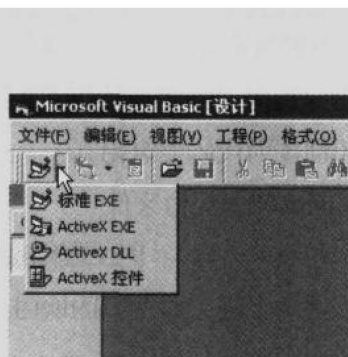 Microsoft Visual Basic [设计]
文件(F) 编辑(E) 视图(V) 工程(P) 格式(O)
标准 EXE
ActiveX EXE
ActiveX DLL
ActiveX 控件